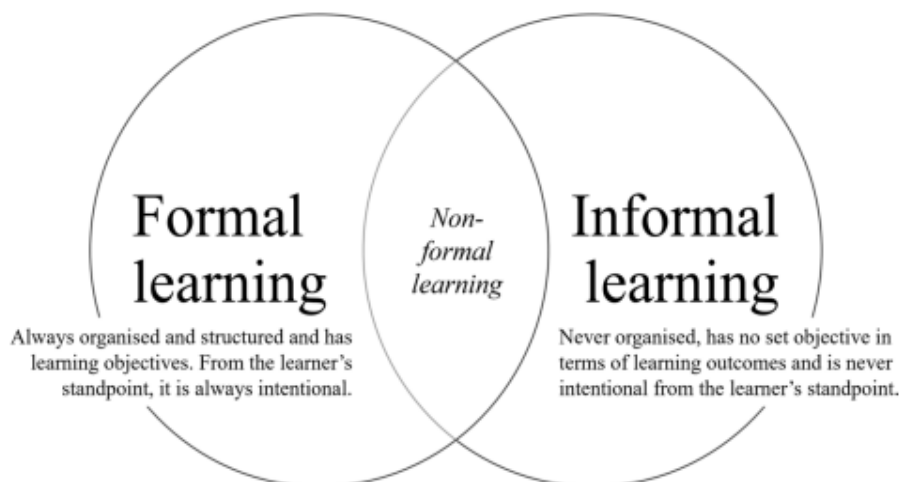 Formal
learning
Always organised and structured and has
learning objectives. From the learner's
standpoint, it is always intentional.
Non-
formal
learning
Informal
learning
Never organised, has no set objective in
terms of learning outcomes and is never
intentional from the learner's standpoint.